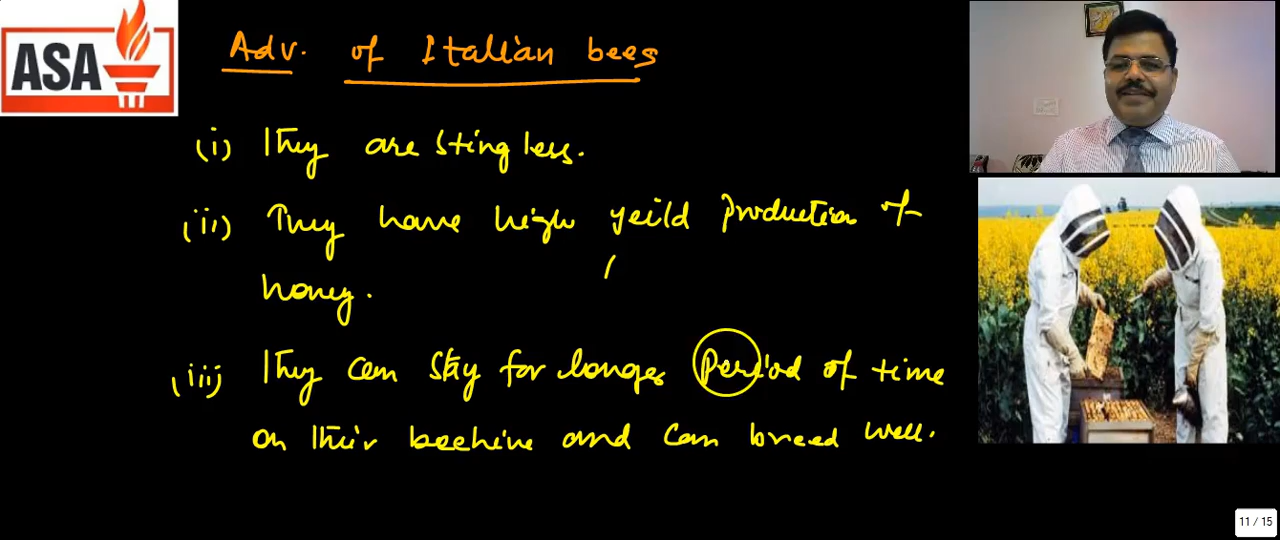 ASA
Adv. of Italian bees
(i) They are stingless.
(ii) They have high yeild production of
honey.
(iii) They can stay for longer period of time
on their beehive and can breed well.
11 / 15